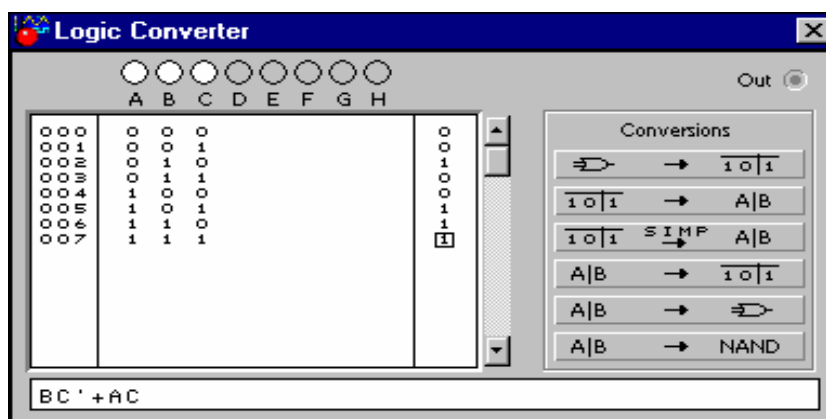 Logic Converter
Out
A B C D E F G H
000 0 0 0 0
001 0 0 1 0
002 0 1 0 1
003 0 1 1 0
004 1 0 0 0
005 1 0 1 1
006 1 1 0 1
007 1 1 1 1
Conversions
→ 1 0|1
1 0|1 → A|B
1 0|1 SIMP → A|B
A|B → 1 0|1
A|B →
A|B → NAND
BC'+AC